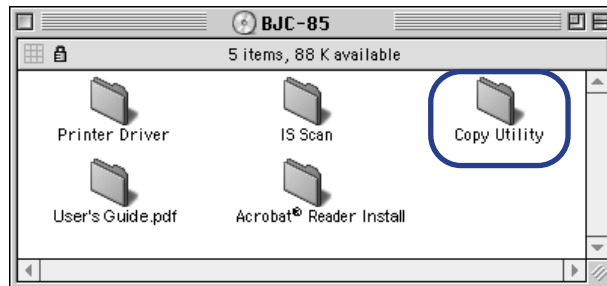 BJC-85
5 items, 88 K available
Printer Driver
IS Scan
Copy Utility
User's Guide.pdf
Acrobat® Reader Install